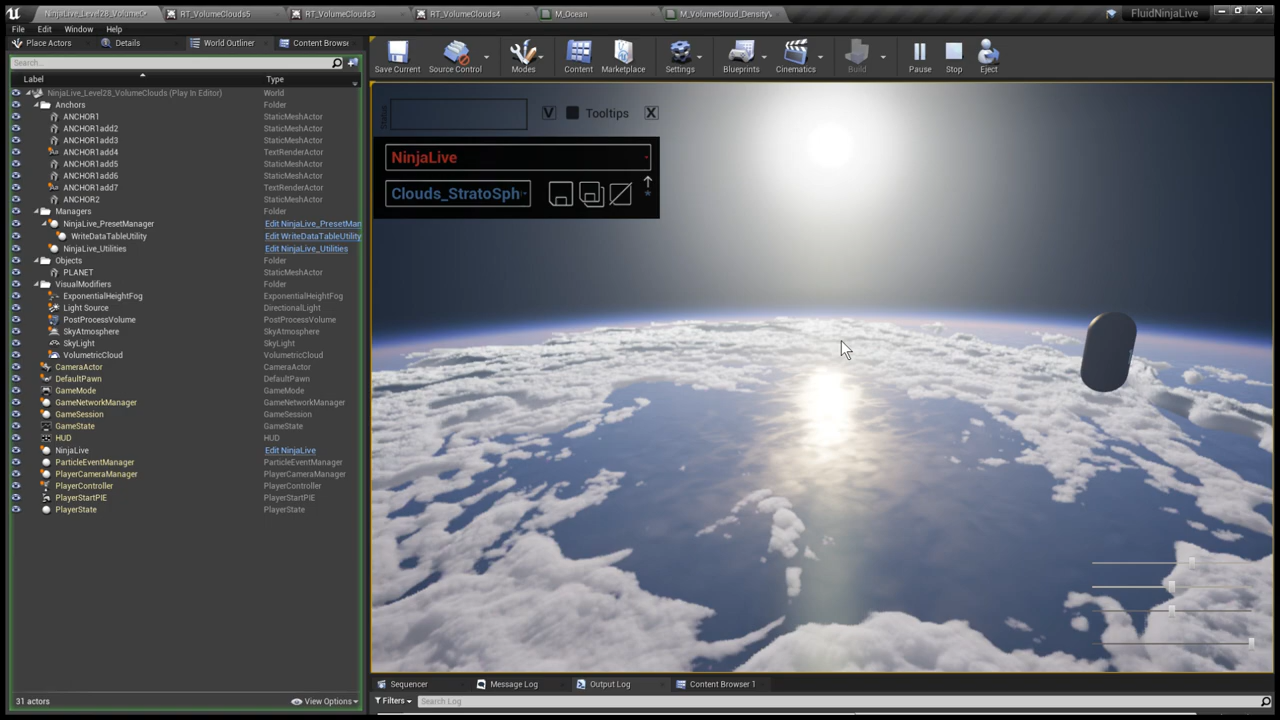 NinjaLive_Level28_Volume
RT_VolumeClouds5
RT_VolumeClouds3
RT_VolumeClouds4
M_Ocean
M_VolumeCloud_Density
FluidNinjaLive
File Edit Window Help
Place Actors
Details
World Outliner
Content Browse
Save Current
Source Control
Modes
Content
Marketplace
Settings
Blueprints
Cinematics
Build
Pause
Stop
Eject
Search...
Label Type
NinjaLive_Level28_VolumeClouds (Play In Editor) World
Anchors Folder
ANCHOR1 StaticMeshActor
ANCHOR1add2 StaticMeshActor
ANCHOR1add3 StaticMeshActor
ANCHOR1add4 TextRenderActor
ANCHOR1add5 StaticMeshActor
ANCHOR1add6 StaticMeshActor
ANCHOR1add7 TextRenderActor
ANCHOR2 StaticMeshActor
Managers Folder
NinjaLive_PresetManager Edit NinjaLive_PresetMan
WriteDataTableUtility Edit WriteDataTableUtility
NinjaLive_Utilities Edit NinjaLive_Utilities
Objects Folder
PLANET StaticMeshActor
VisualModifiers Folder
ExponentialHeightFog ExponentialHeightFog
Light Source DirectionalLight
PostProcessVolume PostProcessVolume
SkyAtmosphere SkyAtmosphere
SkyLight SkyLight
VolumetricCloud VolumetricCloud
CameraActor CameraActor
DefaultPawn DefaultPawn
GameMode GameMode
GameNetworkManager GameNetworkManager
GameSession GameSession
GameState GameState
HUD HUD
NinjaLive Edit NinjaLive
ParticleEventManager ParticleEventManager
PlayerCameraManager PlayerCameraManager
PlayerController PlayerController
PlayerStartPIE PlayerStartPIE
PlayerState PlayerState
31 actors
View Options
V Tooltips X
NinjaLive
Clouds_StratoSph
Sequencer
Message Log
Output Log
Content Browser 1
Filters
Search Log